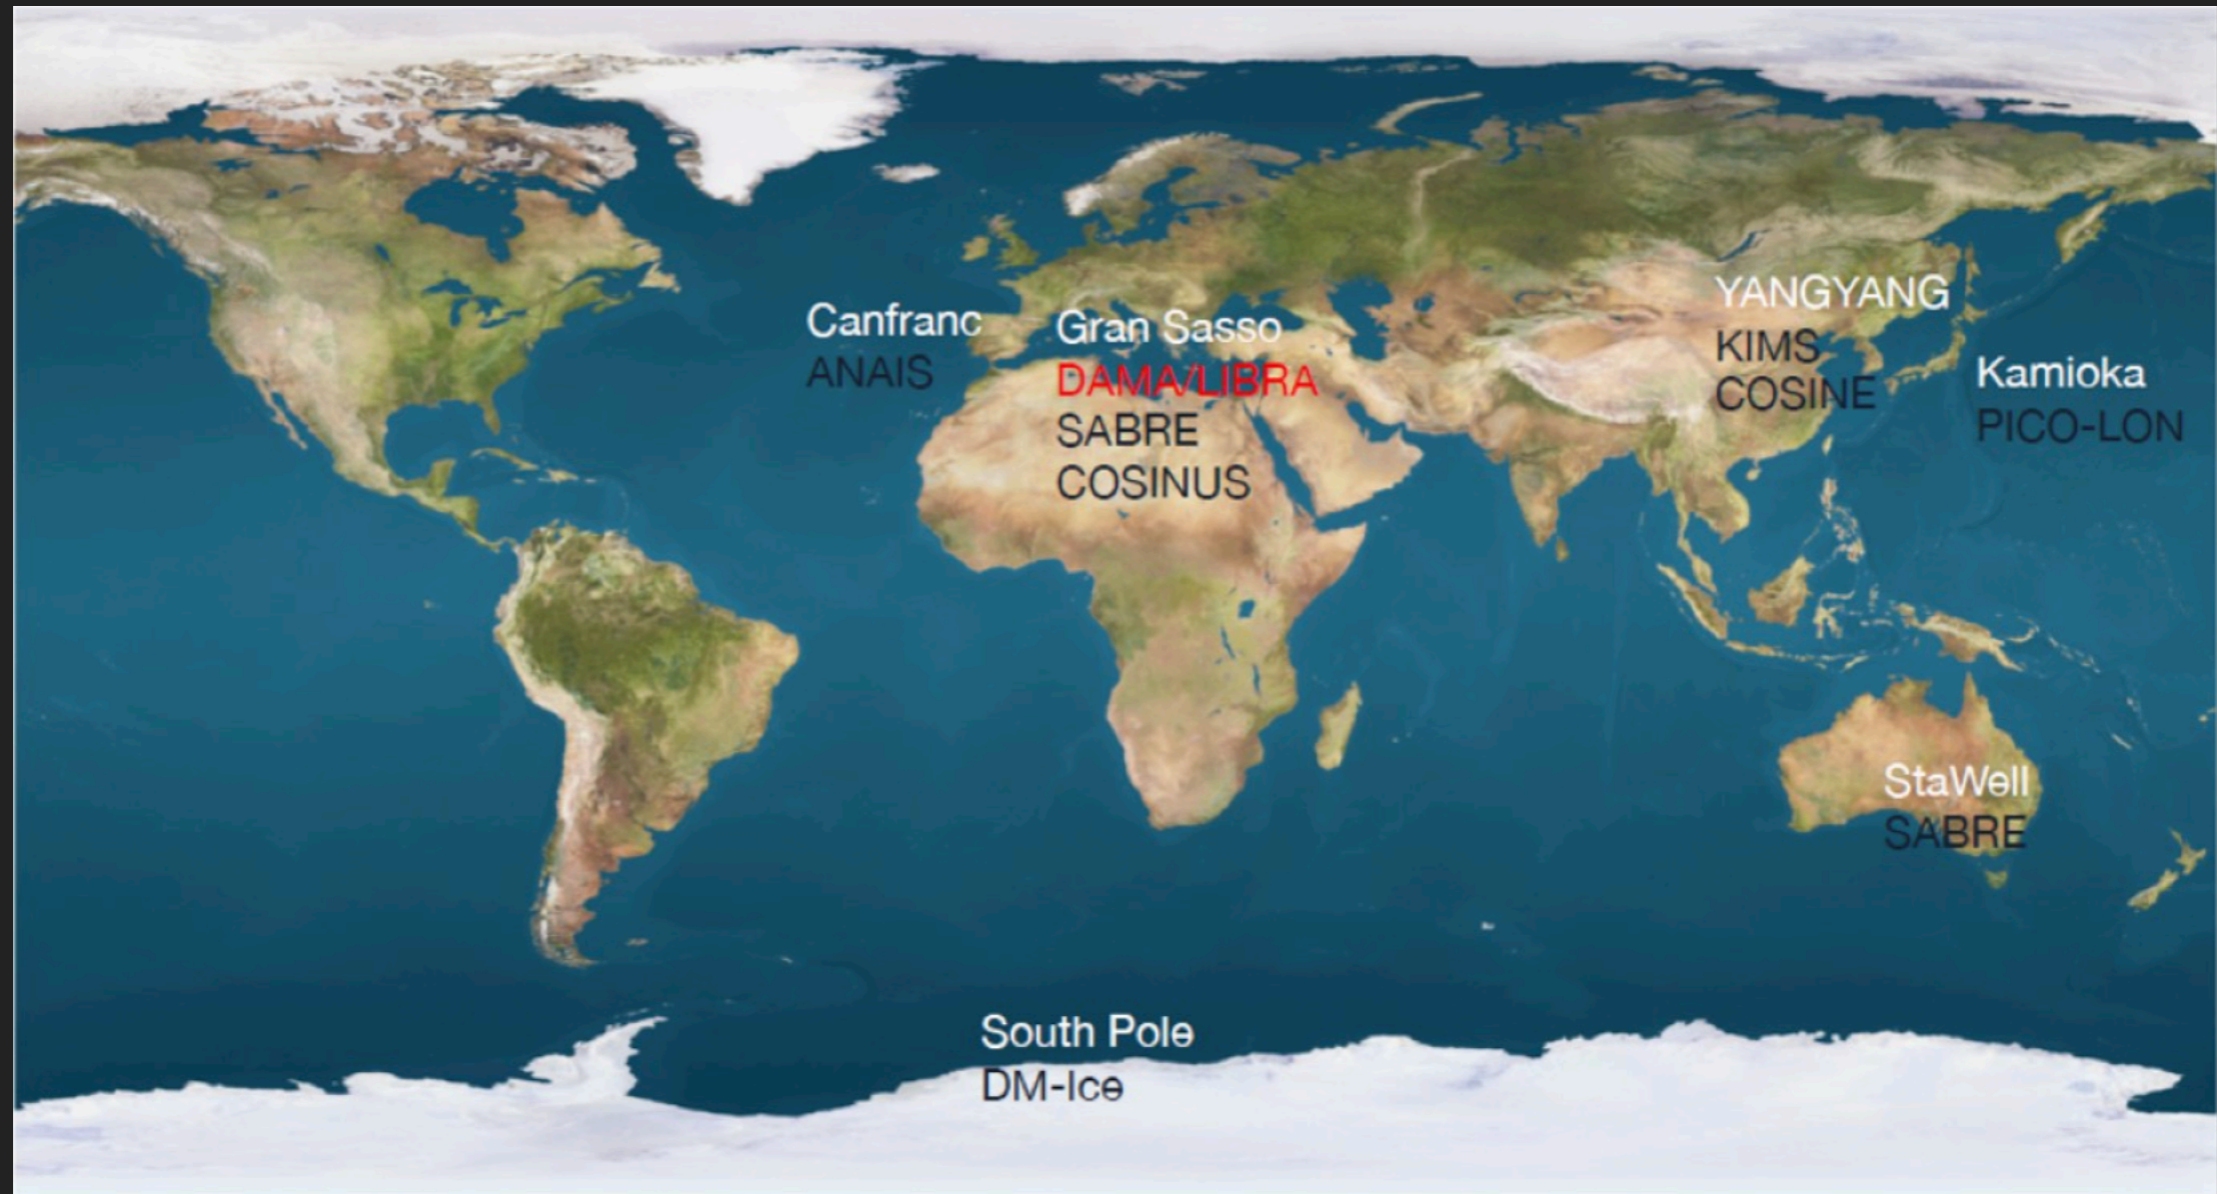 Canfranc
ANAIS
Gran Sasso
DAMA/LIBRA
SABRE
COSINUS
YANGYANG
KIMS
COSINE
Kamioka
PICO-LON
StaWell
SABRE
South Pole
DM-Ice